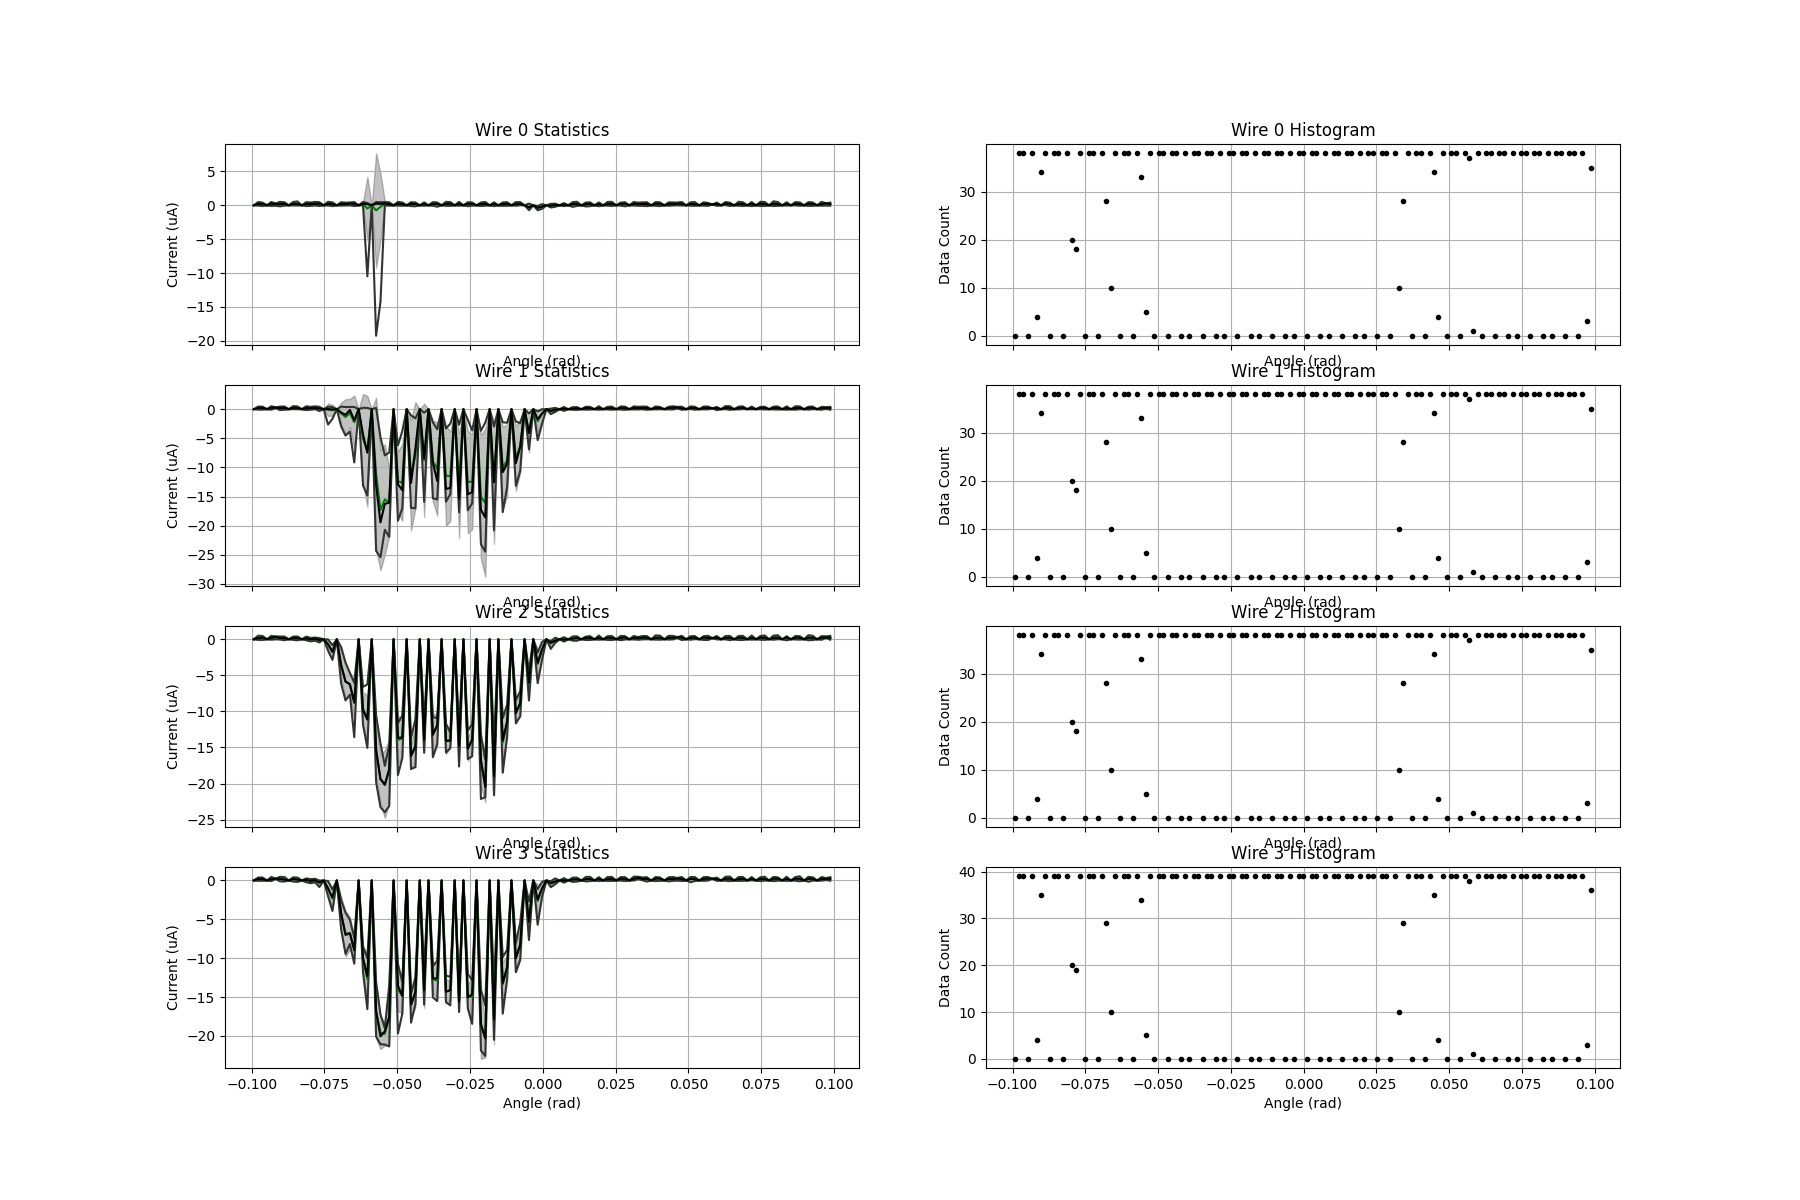 Wire 0 Statistics
Wire 0 Histogram
Current (uA)
5
0
−5
−10
−15
−20
Angle (rad)
Data Count
30
20
10
0
Angle (rad)
Wire 1 Statistics
Wire 1 Histogram
Current (uA)
0
−5
−10
−15
−20
−25
−30
Angle (rad)
Data Count
30
20
10
0
Angle (rad)
Wire 2 Statistics
Wire 2 Histogram
Current (uA)
0
−5
−10
−15
−20
−25
Angle (rad)
Data Count
30
20
10
0
Angle (rad)
Wire 3 Statistics
Wire 3 Histogram
Current (uA)
0
−5
−10
−15
−20
−0.100 −0.075 −0.050 −0.025 0.000 0.025 0.050 0.075 0.100
Angle (rad)
Data Count
40
30
20
10
0
−0.100 −0.075 −0.050 −0.025 0.000 0.025 0.050 0.075 0.100
Angle (rad)